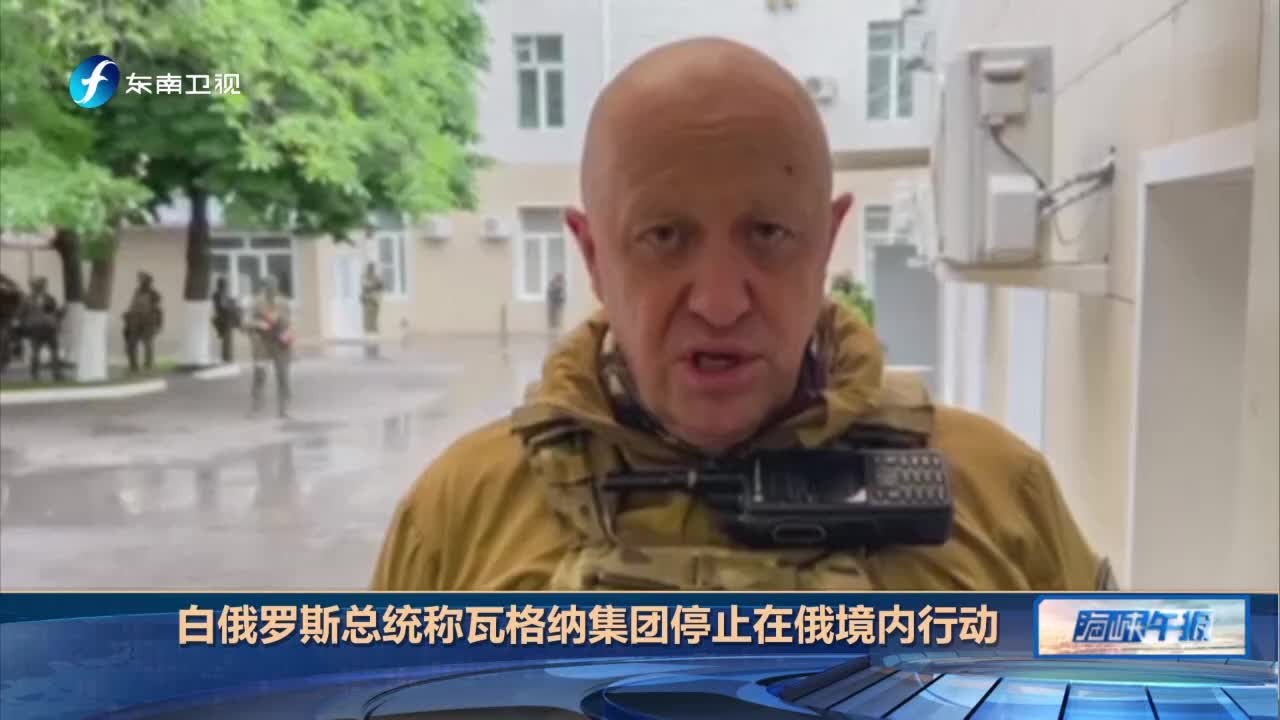 东南卫视
白俄罗斯总统称瓦格纳集团停止在俄境内行动
海峡午报